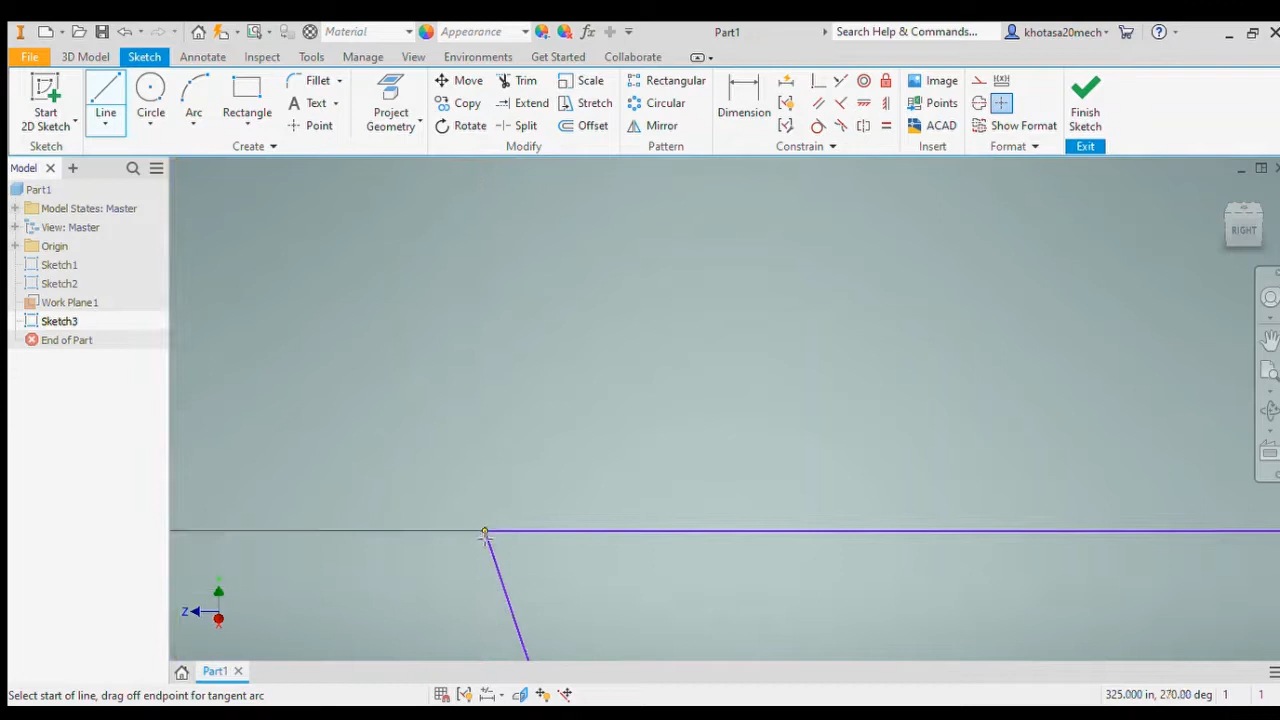 Material Appearance fx Part1 Search Help & Commands... khotasa20mech
File 3D Model Sketch Annotate Inspect Tools Manage View Environments Get Started Collaborate
Start 2D Sketch Line Circle Arc Rectangle Fillet Text Point Project Geometry Move Copy Rotate Trim Extend Split Scale Stretch Offset Rectangular Circular Mirror Dimension Image Points ACAD Show Format Finish Sketch
Sketch Create Modify Pattern Constrain Insert Format Exit
Model
Part1
Model States: Master
View: Master
Origin
Sketch1
Sketch2
Work Plane1
Sketch3
End of Part
RIGHT
Z
X
Part1
Select start of line, drag off endpoint for tangent arc 325.000 in, 270.00 deg 1 1